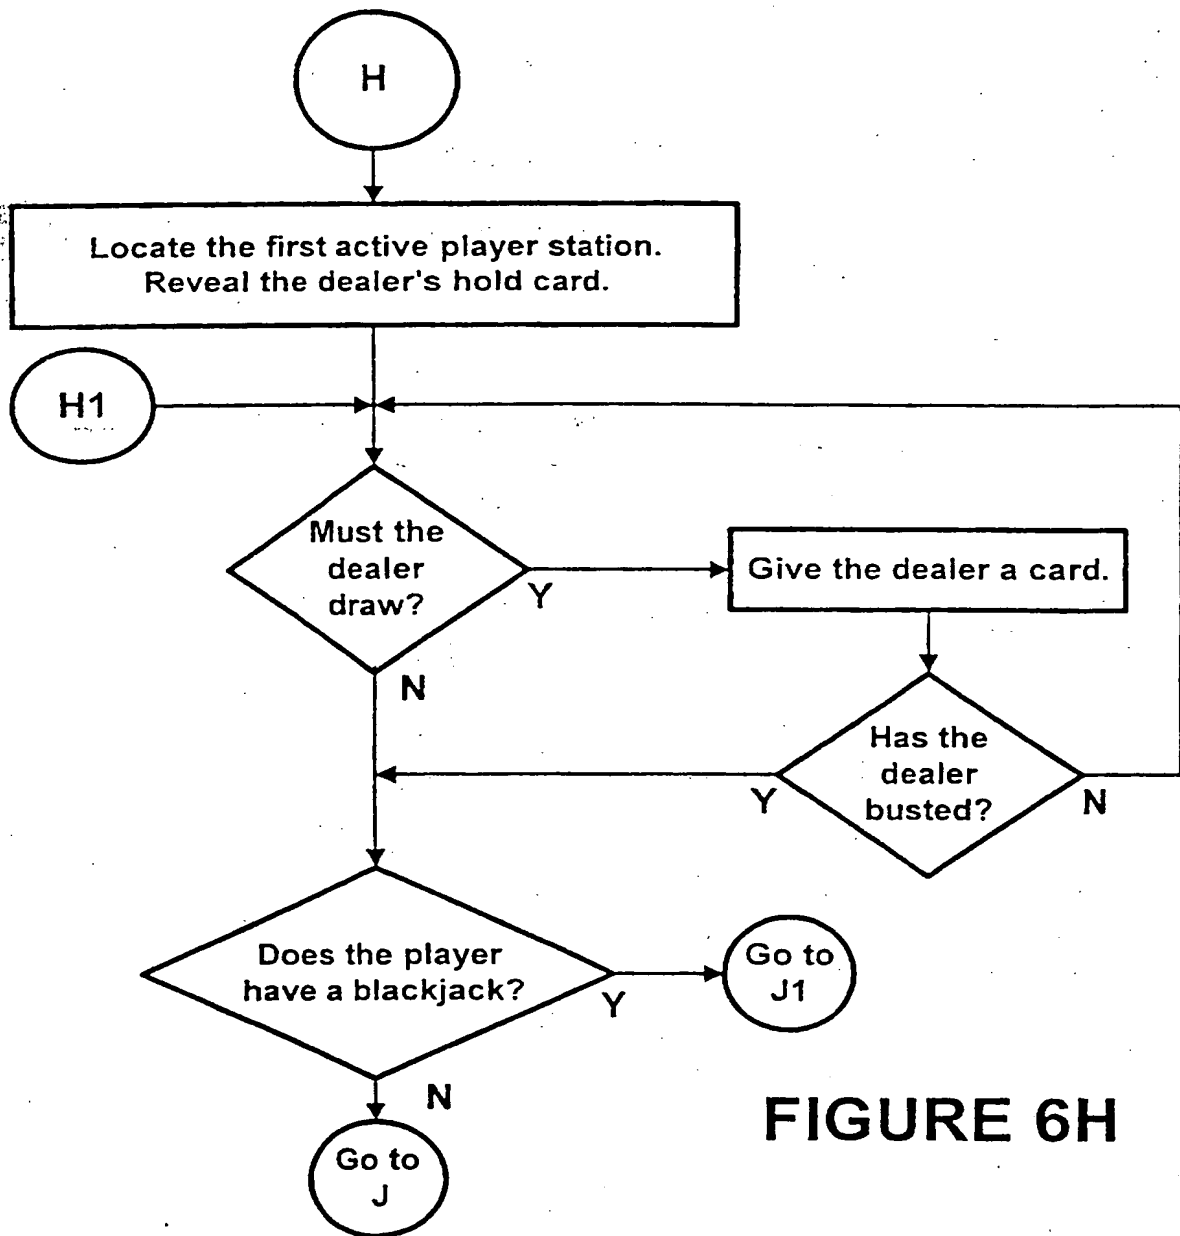 H
Locate the first active player station.
Reveal the dealer's hold card.
H1
Must the
dealer
draw?
Y
N
Give the dealer a card.
Has the
dealer
busted?
Y
N
Does the player
have a blackjack?
Y
N
Go to
J1
Go to
J
FIGURE 6H